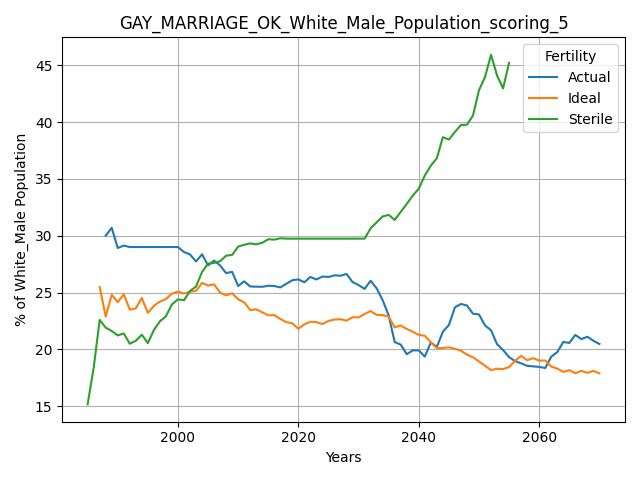 GAY_MARRIAGE_OK_White_Male_Population_scoring_5
Fertility
Actual
Ideal
Sterile
% of White_Male Population
45
40
35
30
25
20
15
2000
2020
2040
2060
Years